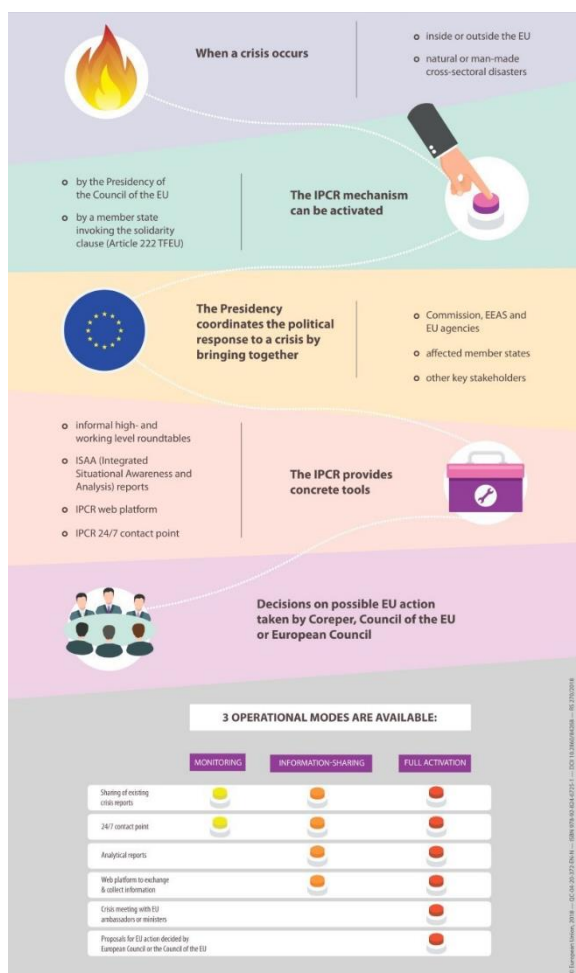 When a crisis occurs
o inside or outside the EU
o natural or man-made
cross-sectoral disasters
o by the Presidency of
the Council of the EU
o by a member state
invoking the solidarity
clause (Article 222 TFEU)
The IPCR mechanism
can be activated
The Presidency
coordinates the political
response to a crisis by
bringing together
o Commission, EEAS and
EU agencies
o affected member states
o other key stakeholders
o informal high- and
working level roundtables
o ISAA (Integrated
Situational Awareness and
Analysis) reports
o IPCR web platform
o IPCR 24/7 contact point
The IPCR provides
concrete tools
Decisions on possible EU action
taken by Coreper, Council of the EU
or European Council
3 OPERATIONAL MODES ARE AVAILABLE:
MONITORING INFORMATION-SHARING FULL ACTIVATION
Sharing of existing
crisis reports
24/7 contact point
Analytical reports
Web platform to exchange
& collect information
Crisis meeting with EU
ambassadors or ministers
Proposals for EU action decided by
European Council or the Council of the EU
European Union, 2018